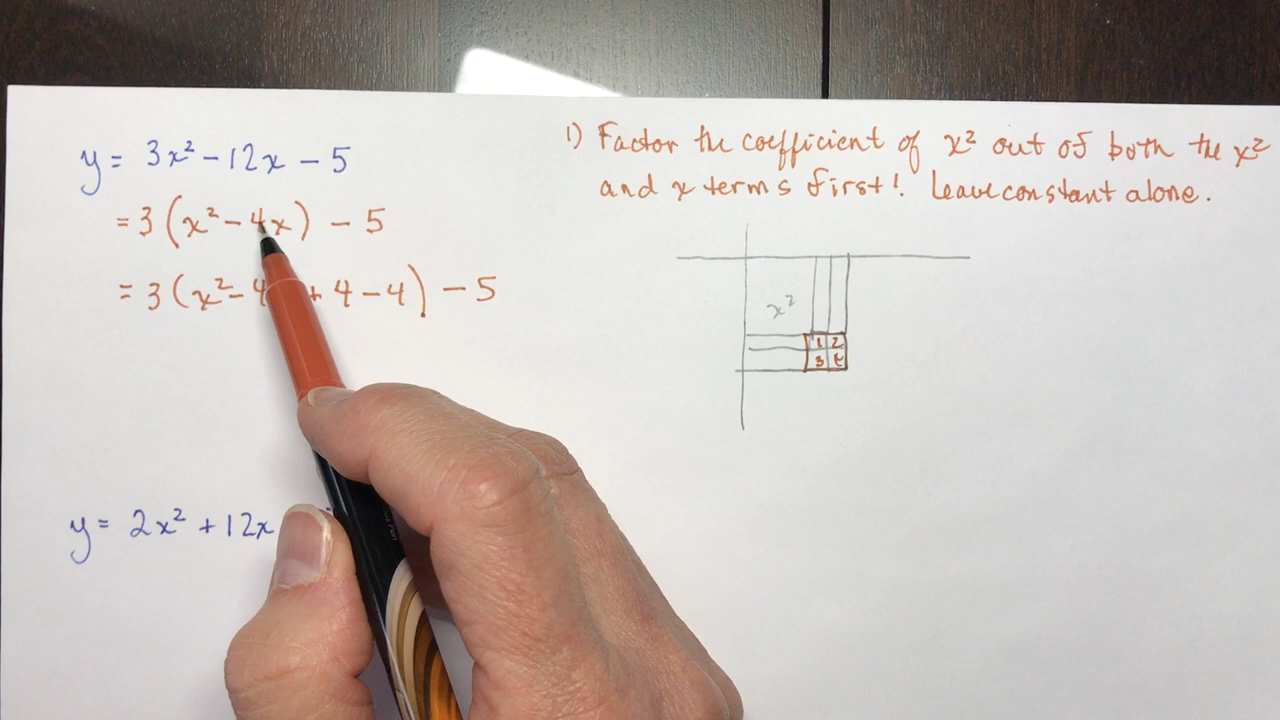 y = 3x² - 12x - 5
= 3(x² - 4x) - 5
= 3(x² - 4 + 4 - 4) - 5
y = 2x² + 12x
1) Factor the coefficient of x² out of both the x²
and x terms first! Leave constant alone.
x²
1 2
3 4